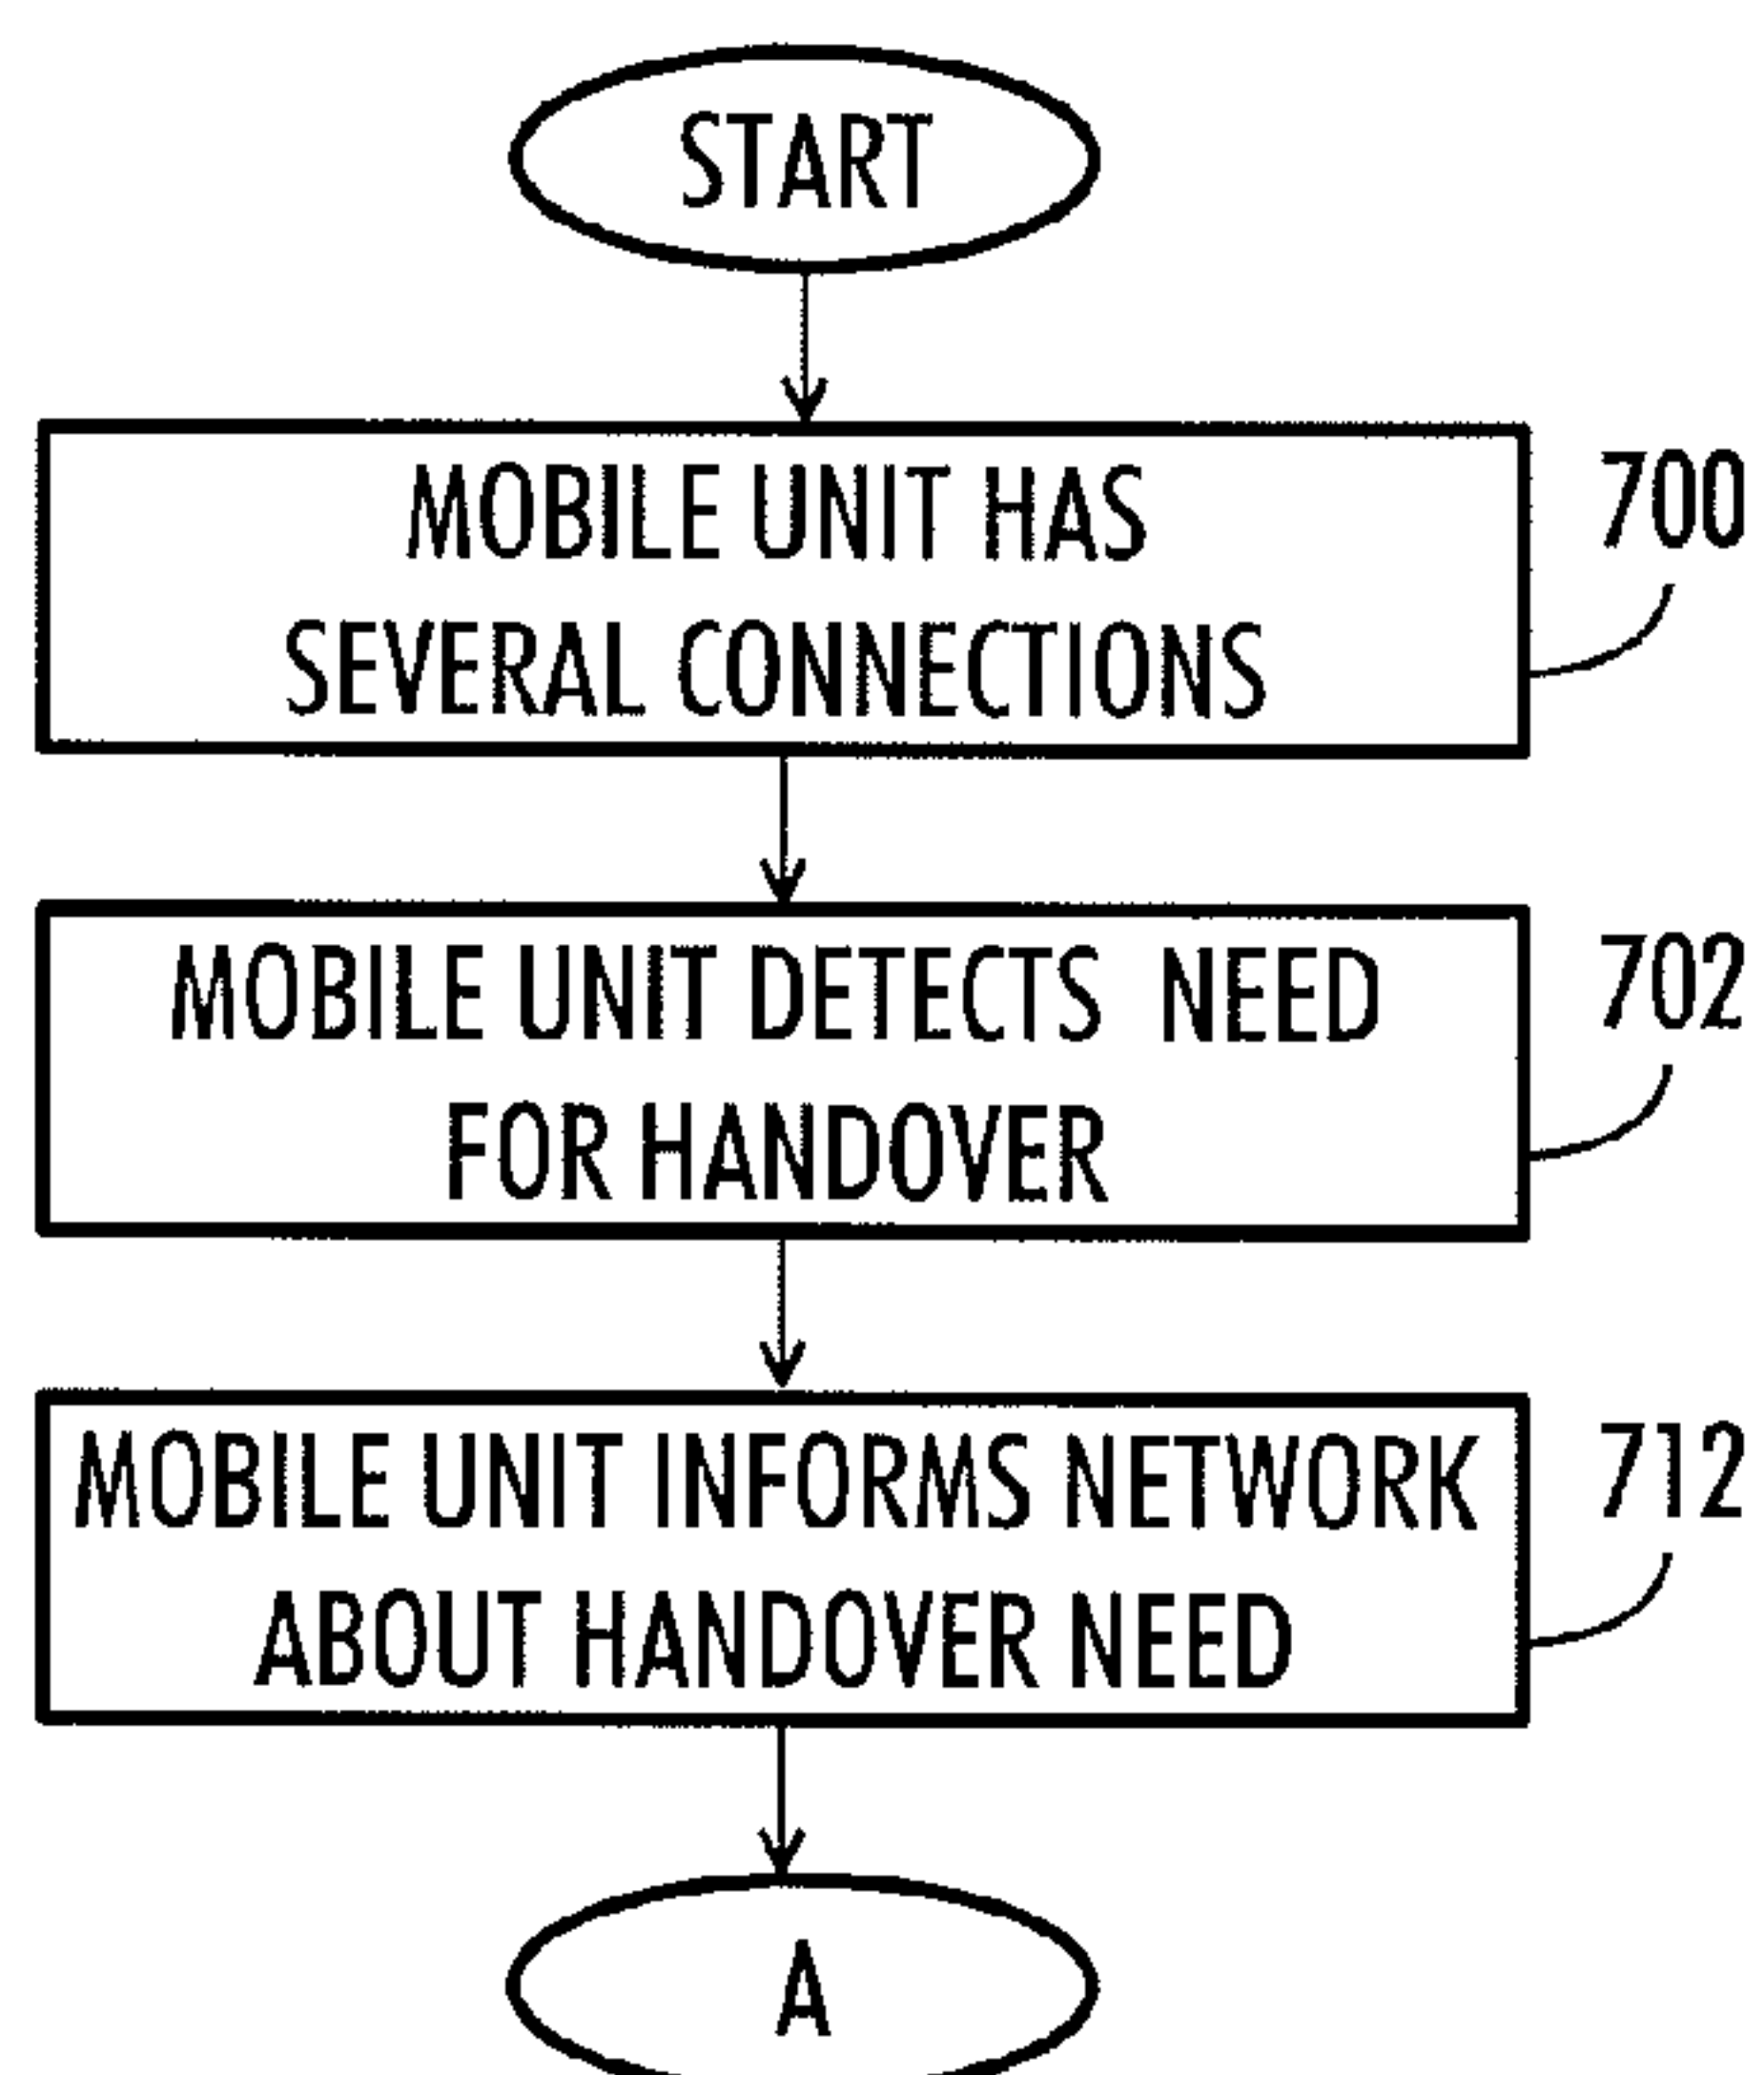 START
MOBILE UNIT HAS
SEVERAL CONNECTIONS
700
MOBILE UNIT DETECTS NEED
FOR HANDOVER
702
MOBILE UNIT INFORMS NETWORK
ABOUT HANDOVER NEED
712
A